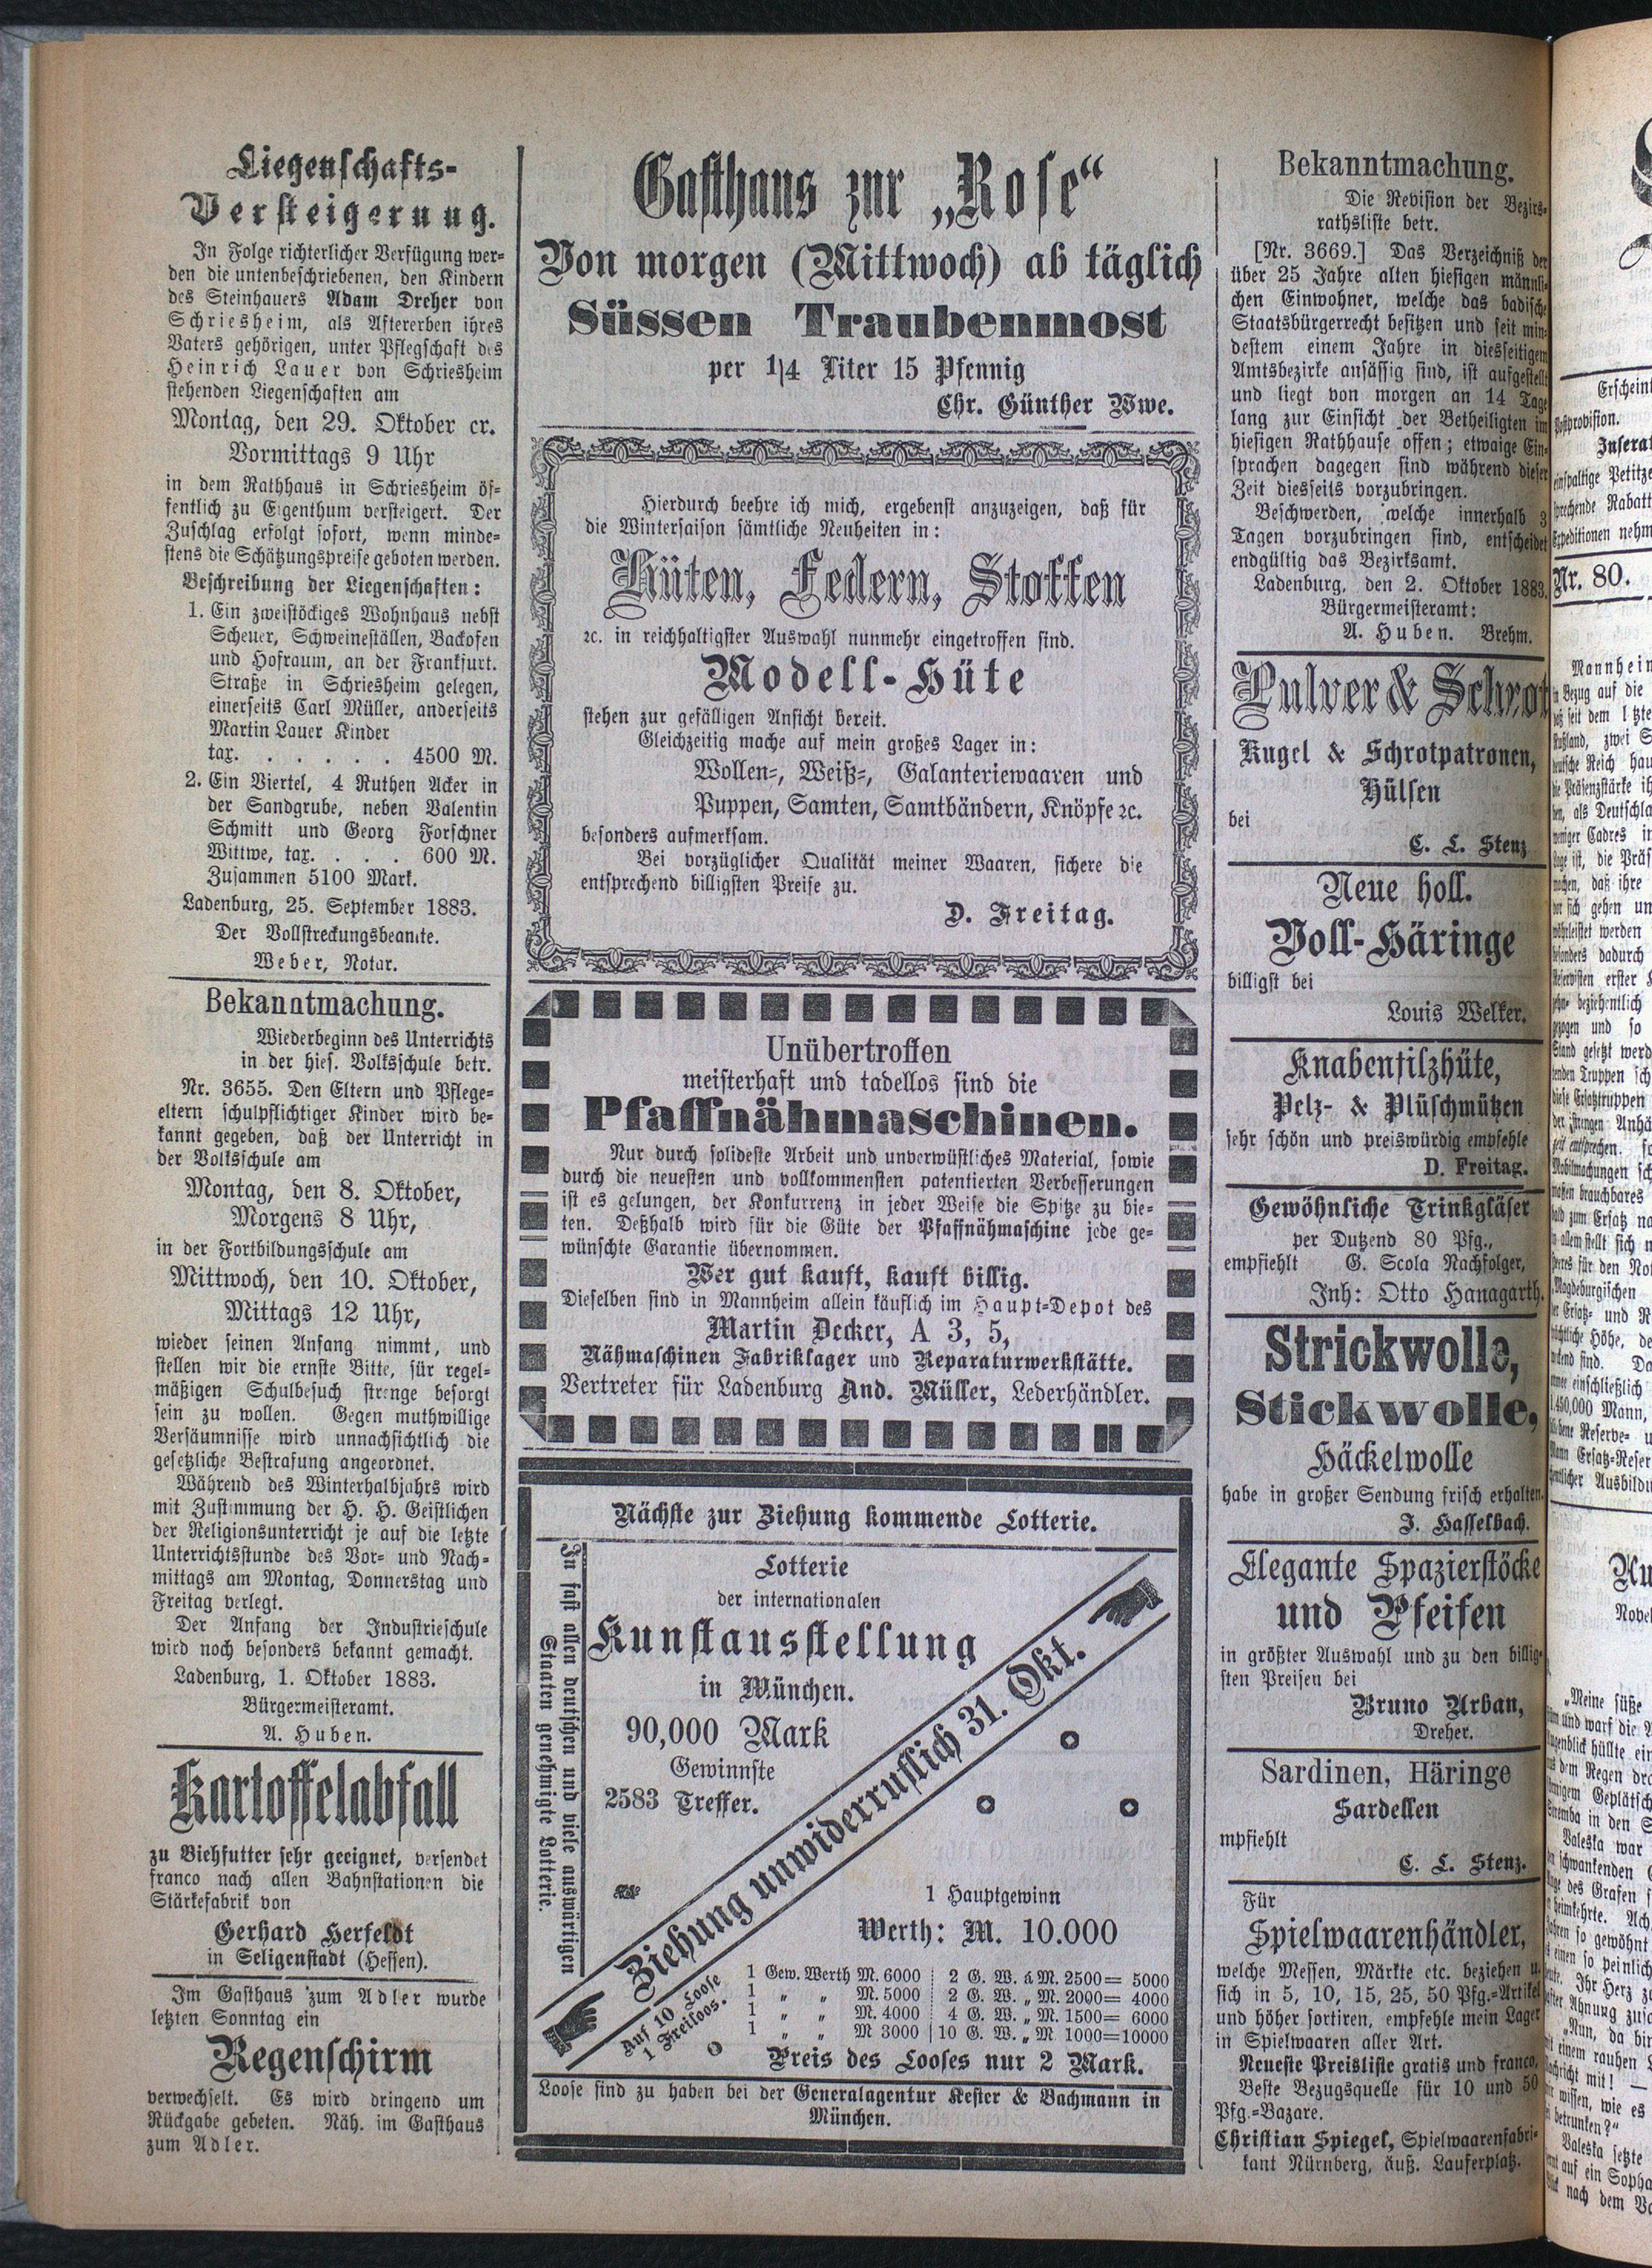 Liegenschafts-
Versteigerung.
In Folge richterlicher Verfügung wer-
den die untenbeschriebenen, den Kindern
des Steinhauers Adam Dreher von
Schriesheim, als Aftererben ihres
Vaters gehörigen, unter Pflegschaft des
Heinrich Lauer von Schriesheim
stehenden Liegenschaften am
Montag, den 29. Oktober cr.
Vormittags 9 Uhr
in dem Rathhaus in Schriesheim öf-
fentlich zu Eigenthum versteigert. Der
Zuschlag erfolgt sofort, wenn minde-
stens die Schätzungspreise geboten werden.
Beschreibung der Liegenschaften:
1. Ein zweistöckiges Wohnhaus nebst
Scheuer, Schweineställen, Backofen
und Hofraum, an der Frankfurt.
Straße in Schriesheim gelegen,
einerseits Carl Müller, anderseits
Martin Lauer Kinder
tax. . . . . . 4500 M.
2. Ein Viertel, 4 Ruthen Acker in
der Sandgrube, neben Valentin
Schmitt und Georg Forschner
Wittwe, tax. . . . 600 M.
Zusammen 5100 Mark.
Ladenburg, 25. September 1883.
Der Vollstreckungsbeamte.
Weber, Notar.
Bekanntmachung.
Wiederbeginn des Unterrichts
in der hies. Volksschule betr.
Nr. 3655. Den Eltern und Pflege-
eltern schulpflichtiger Kinder wird be-
kannt gegeben, daß der Unterricht in
der Volksschule am
Montag, den 8. Oktober,
Morgens 8 Uhr,
in der Fortbildungsschule am
Mittwoch, den 10. Oktober,
Mittags 12 Uhr,
wieder seinen Anfang nimmt, und
stellen wir die ernste Bitte, für regel-
mäßigen Schulbesuch strenge besorgt
sein zu wollen. Gegen muthwillige
Versäumnisse wird unnachsichtlich die
gesetzliche Bestrafung angeordnet.
Während des Winterhalbjahrs wird
mit Zustimmung der H. H. Geistlichen
der Religionsunterricht je auf die letzte
Unterrichtsstunde des Vor- und Nach-
mittags am Montag, Donnerstag und
Freitag verlegt.
Der Anfang der Industrieschule
wird noch besonders bekannt gemacht.
Ladenburg, 1. Oktober 1883.
Bürgermeisteramt.
A. Huben.
Kartoffelabfall
zu Viehfutter sehr geeignet, versendet
franco nach allen Bahnstationen die
Stärkefabrik von
Gerhard Herfeldt
in Seligenstadt (Hessen).
Im Gasthaus zum Adler wurde
letzten Sonntag ein
Regenschirm
verwechselt. Es wird dringend um
Rückgabe gebeten. Näh. im Gasthaus
zum Adler.
Gasthaus zur „Rose“
Von morgen (Mittwoch) ab täglich
Süssen Traubenmost
per 1/4 Liter 15 Pfennig
Chr. Günther Wwe.
Hierdurch beehre ich mich, ergebenst anzuzeigen, daß für
die Wintersaison sämtliche Neuheiten in:
Hüten, Federn, Stoffen
ꝛc. in reichhaltigster Auswahl nunmehr eingetroffen sind.
Modell-Hüte
stehen zur gefälligen Ansicht bereit.
Gleichzeitig mache auf mein großes Lager in:
Wollen-, Weiß-, Galanteriewaaren und
Puppen, Samten, Samtbändern, Knöpfe ꝛc.
besonders aufmerksam.
Bei vorzüglicher Qualität meiner Waaren, sichere die
entsprechend billigsten Preise zu.
D. Freitag.
Unübertroffen
meisterhaft und tadellos sind die
Pfaffnähmaschinen.
Nur durch solideste Arbeit und unverwüstliches Material, sowie
durch die neuesten und vollkommensten patentierten Verbesserungen
ist es gelungen, der Konkurrenz in jeder Weise die Spitze zu bie-
ten. Deßhalb wird für die Güte der Pfaffnähmaschine jede ge-
wünschte Garantie übernommen.
Wer gut kauft, kauft billig.
Dieselben sind in Mannheim allein käuflich im Haupt-Depot des
Martin Decker, A 3, 5,
Nähmaschinen Fabriklager und Reparaturwerkstätte.
Vertreter für Ladenburg And. Müller, Lederhändler.
Nächste zur Ziehung kommende Lotterie.
In fast allen deutschen und viele auswärtigen
Staaten genehmigte Lotterie.
Lotterie
der internationalen
Kunstausstellung
in München.
90,000 Mark
Gewinnste
2583 Treffer.
Ziehung unwiderruflich 31. Okt.
Auf 10 Loose
1 Freiloos.
1 Hauptgewinn
Werth: M. 10.000
1 Gew. Werth M. 6000 2 G. W. á M. 2500= 5000
1 „ „ M. 5000 2 G. W. „ M. 2000= 4000
1 „ „ M. 4000 4 G. W. „ M. 1500= 6000
1 „ „ M 3000 10 G. W. „ M 1000=10000
Preis des Looses nur 2 Mark.
Loose sind zu haben bei der Generalagentur Kester & Bachmann in
München.
Bekanntmachung.
Die Revision der Bezirs-
rathsliste betr.
[Nr. 3669.] Das Verzeichniß der
über 25 Jahre alten hiesigen männli-
chen Einwohner, welche das badische
Staatsbürgerrecht besitzen und seit min-
destem einem Jahre in diesseitigem
Amtsbezirke ansässig sind, ist aufgestellt
und liegt von morgen an 14 Tage
lang zur Einsicht der Betheiligten im
hiesigen Rathhause offen; etwaige Ein-
sprachen dagegen sind während dieser
Zeit diesseits vorzubringen.
Beschwerden, welche innerhalb 3
Tagen vorzubringen sind, entscheidet
endgültig das Bezirksamt.
Ladenburg, den 2. Oktober 1883.
Bürgermeisteramt:
A. Huben. Brehm.
Pulver & Schrot
Kugel & Schrotpatronen,
Hülsen
bei
C. L. Stenz
Neue holl.
Voll-Häringe
billigst bei
Louis Welker.
Knabenfilzhüte,
Pelz- & Plüschmützen
sehr schön und preiswürdig empfehle
D. Freitag.
Gewöhnliche Trinkgläser
per Dutzend 80 Pfg.,
empfiehlt G. Scola Nachfolger,
Inh: Otto Hanagarth.
Strickwolle,
Stickwolle,
Häckelwolle
habe in großer Sendung frisch erhalten.
J. Hasselbach.
Elegante Spazierstöcke
und Pfeifen
in größter Auswahl und zu den billig-
sten Preisen bei
Bruno Urban,
Dreher.
Sardinen, Häringe
Sardellen
mpfiehlt
C. L. Stenz.
Für
Spielwaarenhändler,
welche Messen, Märkte etc. beziehen u.
sich in 5, 10, 15, 25, 50 Pfg.-Artikel
und höher sortiren, empfehle mein Lager
in Spielwaaren aller Art.
Neueste Preisliste gratis und franco.
Beste Bezugsquelle für 10 und 50
Pfg.-Bazare.
Christian Spiegel, Spielwaarenfabri-
kant Nürnberg, äuß. Lauferplatz.
Nr. 80.